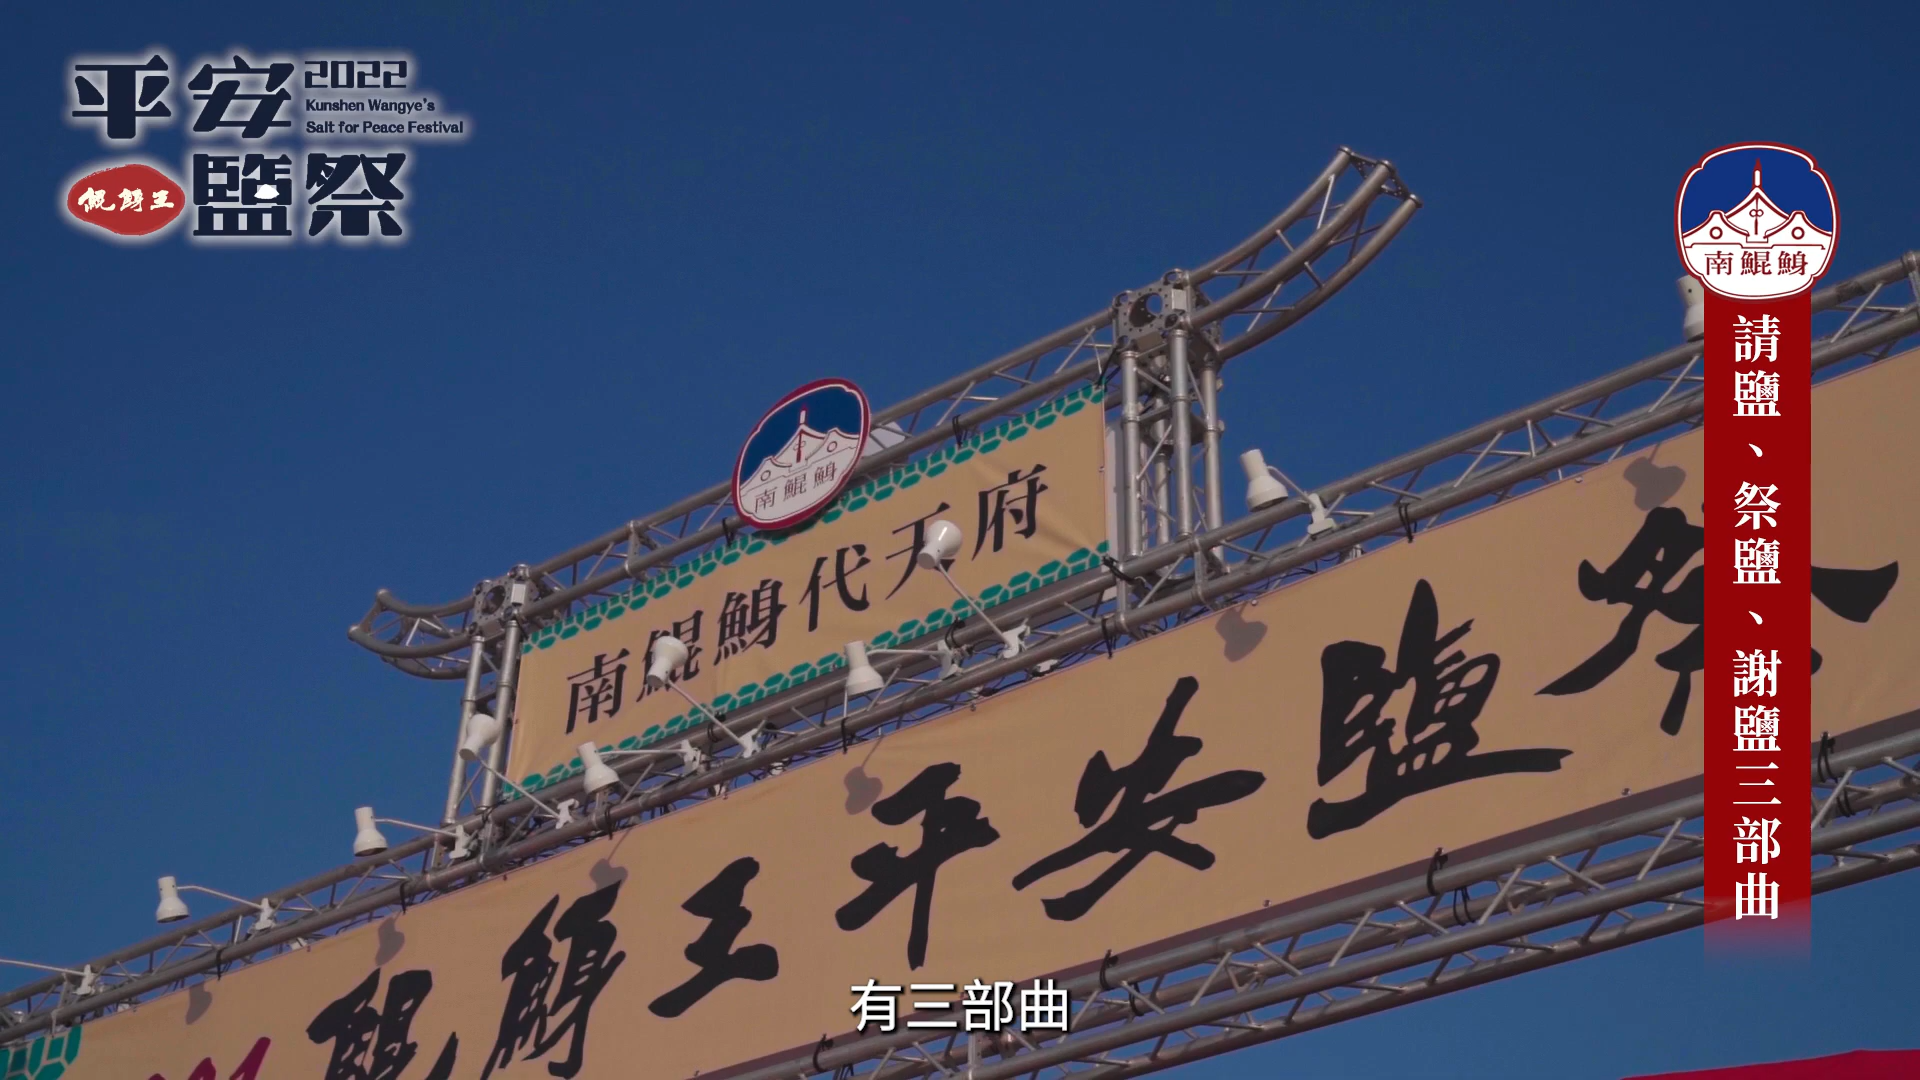 平安
2022
Kunshen Wangye's
Salt for Peace Festival
鯤鯓王
鹽祭
南鯤鯓
請鹽、祭鹽、謝鹽三部曲
南鯤鯓
南鯤鯓代天府
鯤鯓王平安鹽祭
有三部曲